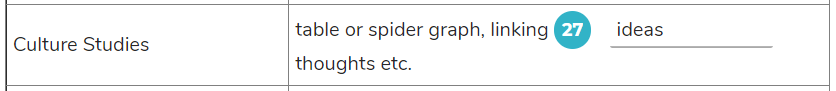 Culture Studies
table or spider graph, linking 27 ideas
thoughts etc.